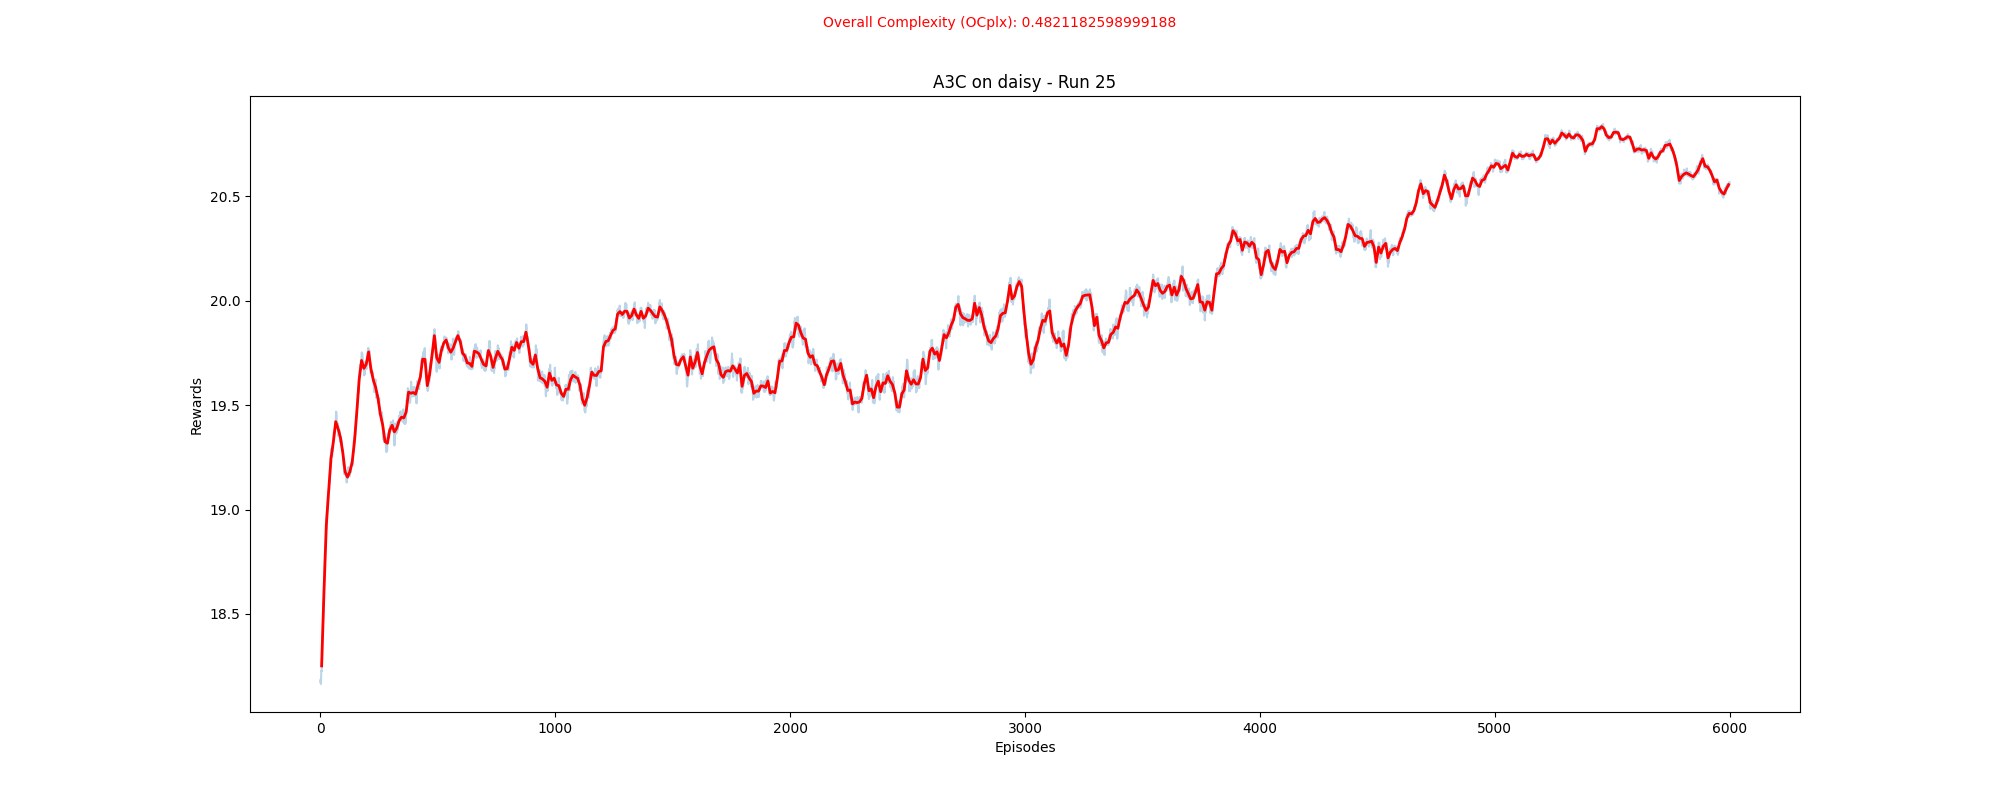 Overall Complexity (OCplx): 0.4821182598999188
A3C on daisy - Run 25
Rewards
20.5
20.0
19.5
19.0
18.5
0 1000 2000 3000 4000 5000 6000
Episodes